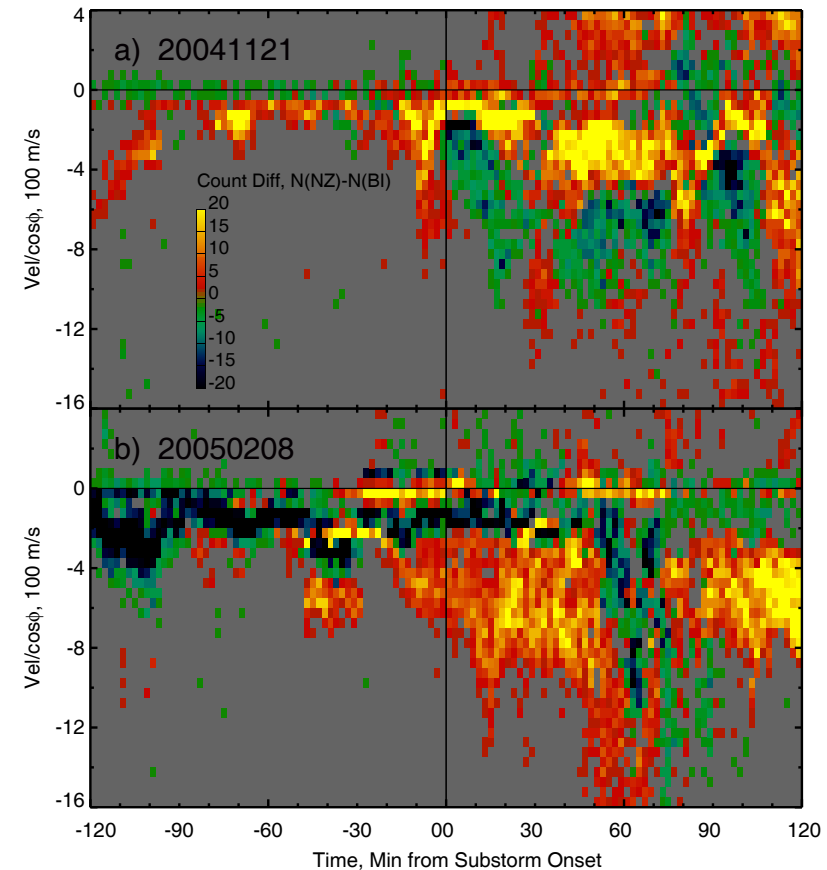 4
a) 20041121
0
-4
Count Diff, N(NZ)-N(BI)
20
15
10
5
0
-5
-10
-15
-20
-8
-12
-16
Vel/cosϕ, 100 m/s
b) 20050208
0
-4
-8
-12
-16
Vel/cosϕ, 100 m/s
-120 -90 -60 -30 00 30 60 90 120
Time, Min from Substorm Onset